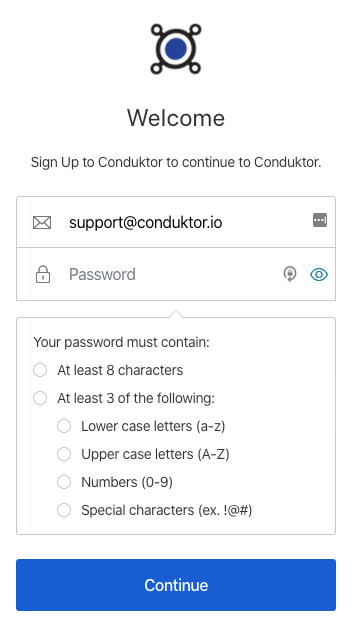 Welcome
Sign Up to Conduktor to continue to Conduktor.
support@conduktor.io
Password
Your password must contain:
At least 8 characters
At least 3 of the following:
Lower case letters (a-z)
Upper case letters (A-Z)
Numbers (0-9)
Special characters (ex. !@#)
Continue